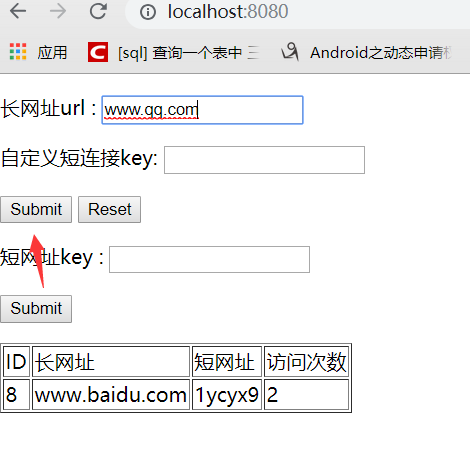 localhost:8080
应用 [sql] 查询一个表中 Android之动态申请
长网址url : www.qq.com
自定义短连接key:
Submit Reset
短网址key :
Submit
ID 长网址 短网址 访问次数
8 www.baidu.com 1ycyx9 2